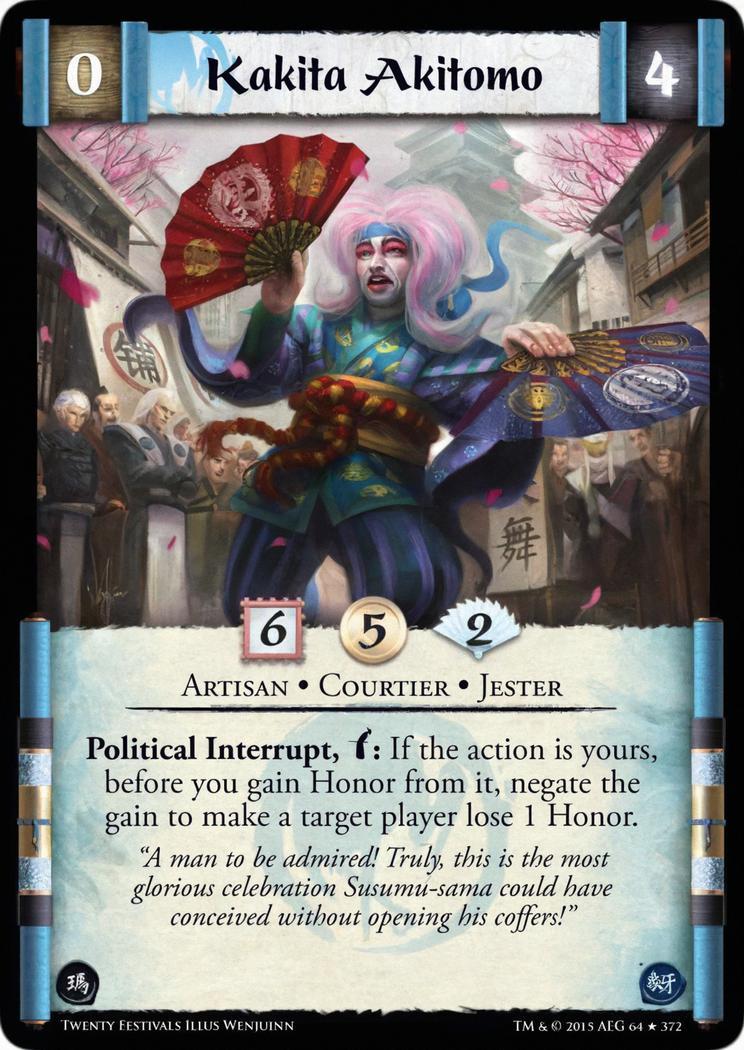 0
Kakita Akitomo
4
舖
舞
6
5
2
Artisan • Courtier • Jester
Political Interrupt, : If the action is yours,
before you gain Honor from it, negate the
gain to make a target player lose 1 Honor.
“A man to be admired! Truly, this is the most
glorious celebration Susumu-sama could have
conceived without opening his coffers!”
瑪
Twenty Festivals Illus Wenjuinn
TM & © 2015 AEG 64 ★ 372